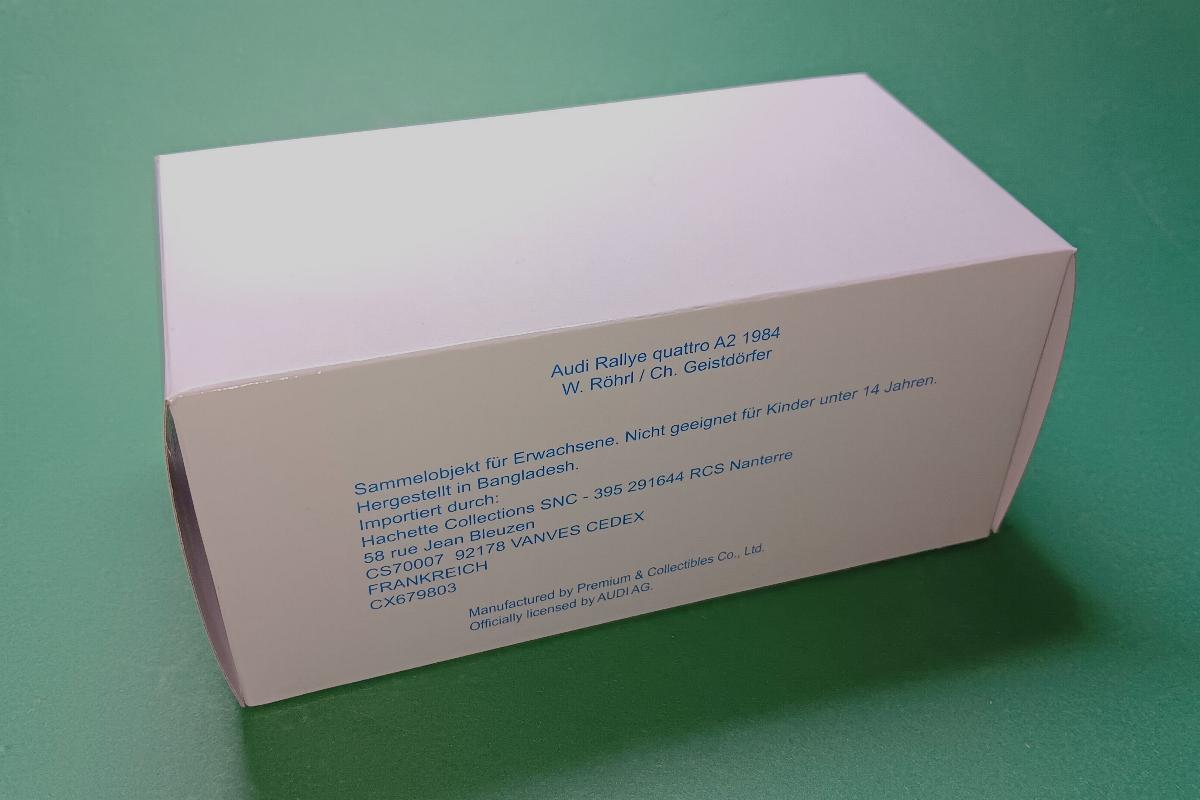 Audi Rallye quattro A2 1984
W. Röhrl / Ch. Geistdörfer
Sammelobjekt für Erwachsene. Nicht geeignet für Kinder unter 14 Jahren.
Hergestellt in Bangladesh.
Importiert durch:
Hachette Collections SNC - 395 291644 RCS Nanterre
58 rue Jean Bleuzen
CS70007 92178 VANVES CEDEX
FRANKREICH
CX679803
Manufactured by Premium & Collectibles Co., Ltd.
Officially licensed by AUDI AG.